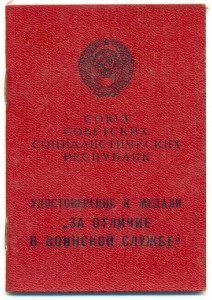 СОЮЗ
СОВЕТСКИХ
СОЦИАЛИСТИЧЕСКИХ
РЕСПУБЛИК
УДОСТОВЕРЕНИЕ К МЕДАЛИ
„ЗА ОТЛИЧИЕ
В ВОИНСКОЙ СЛУЖБЕ“